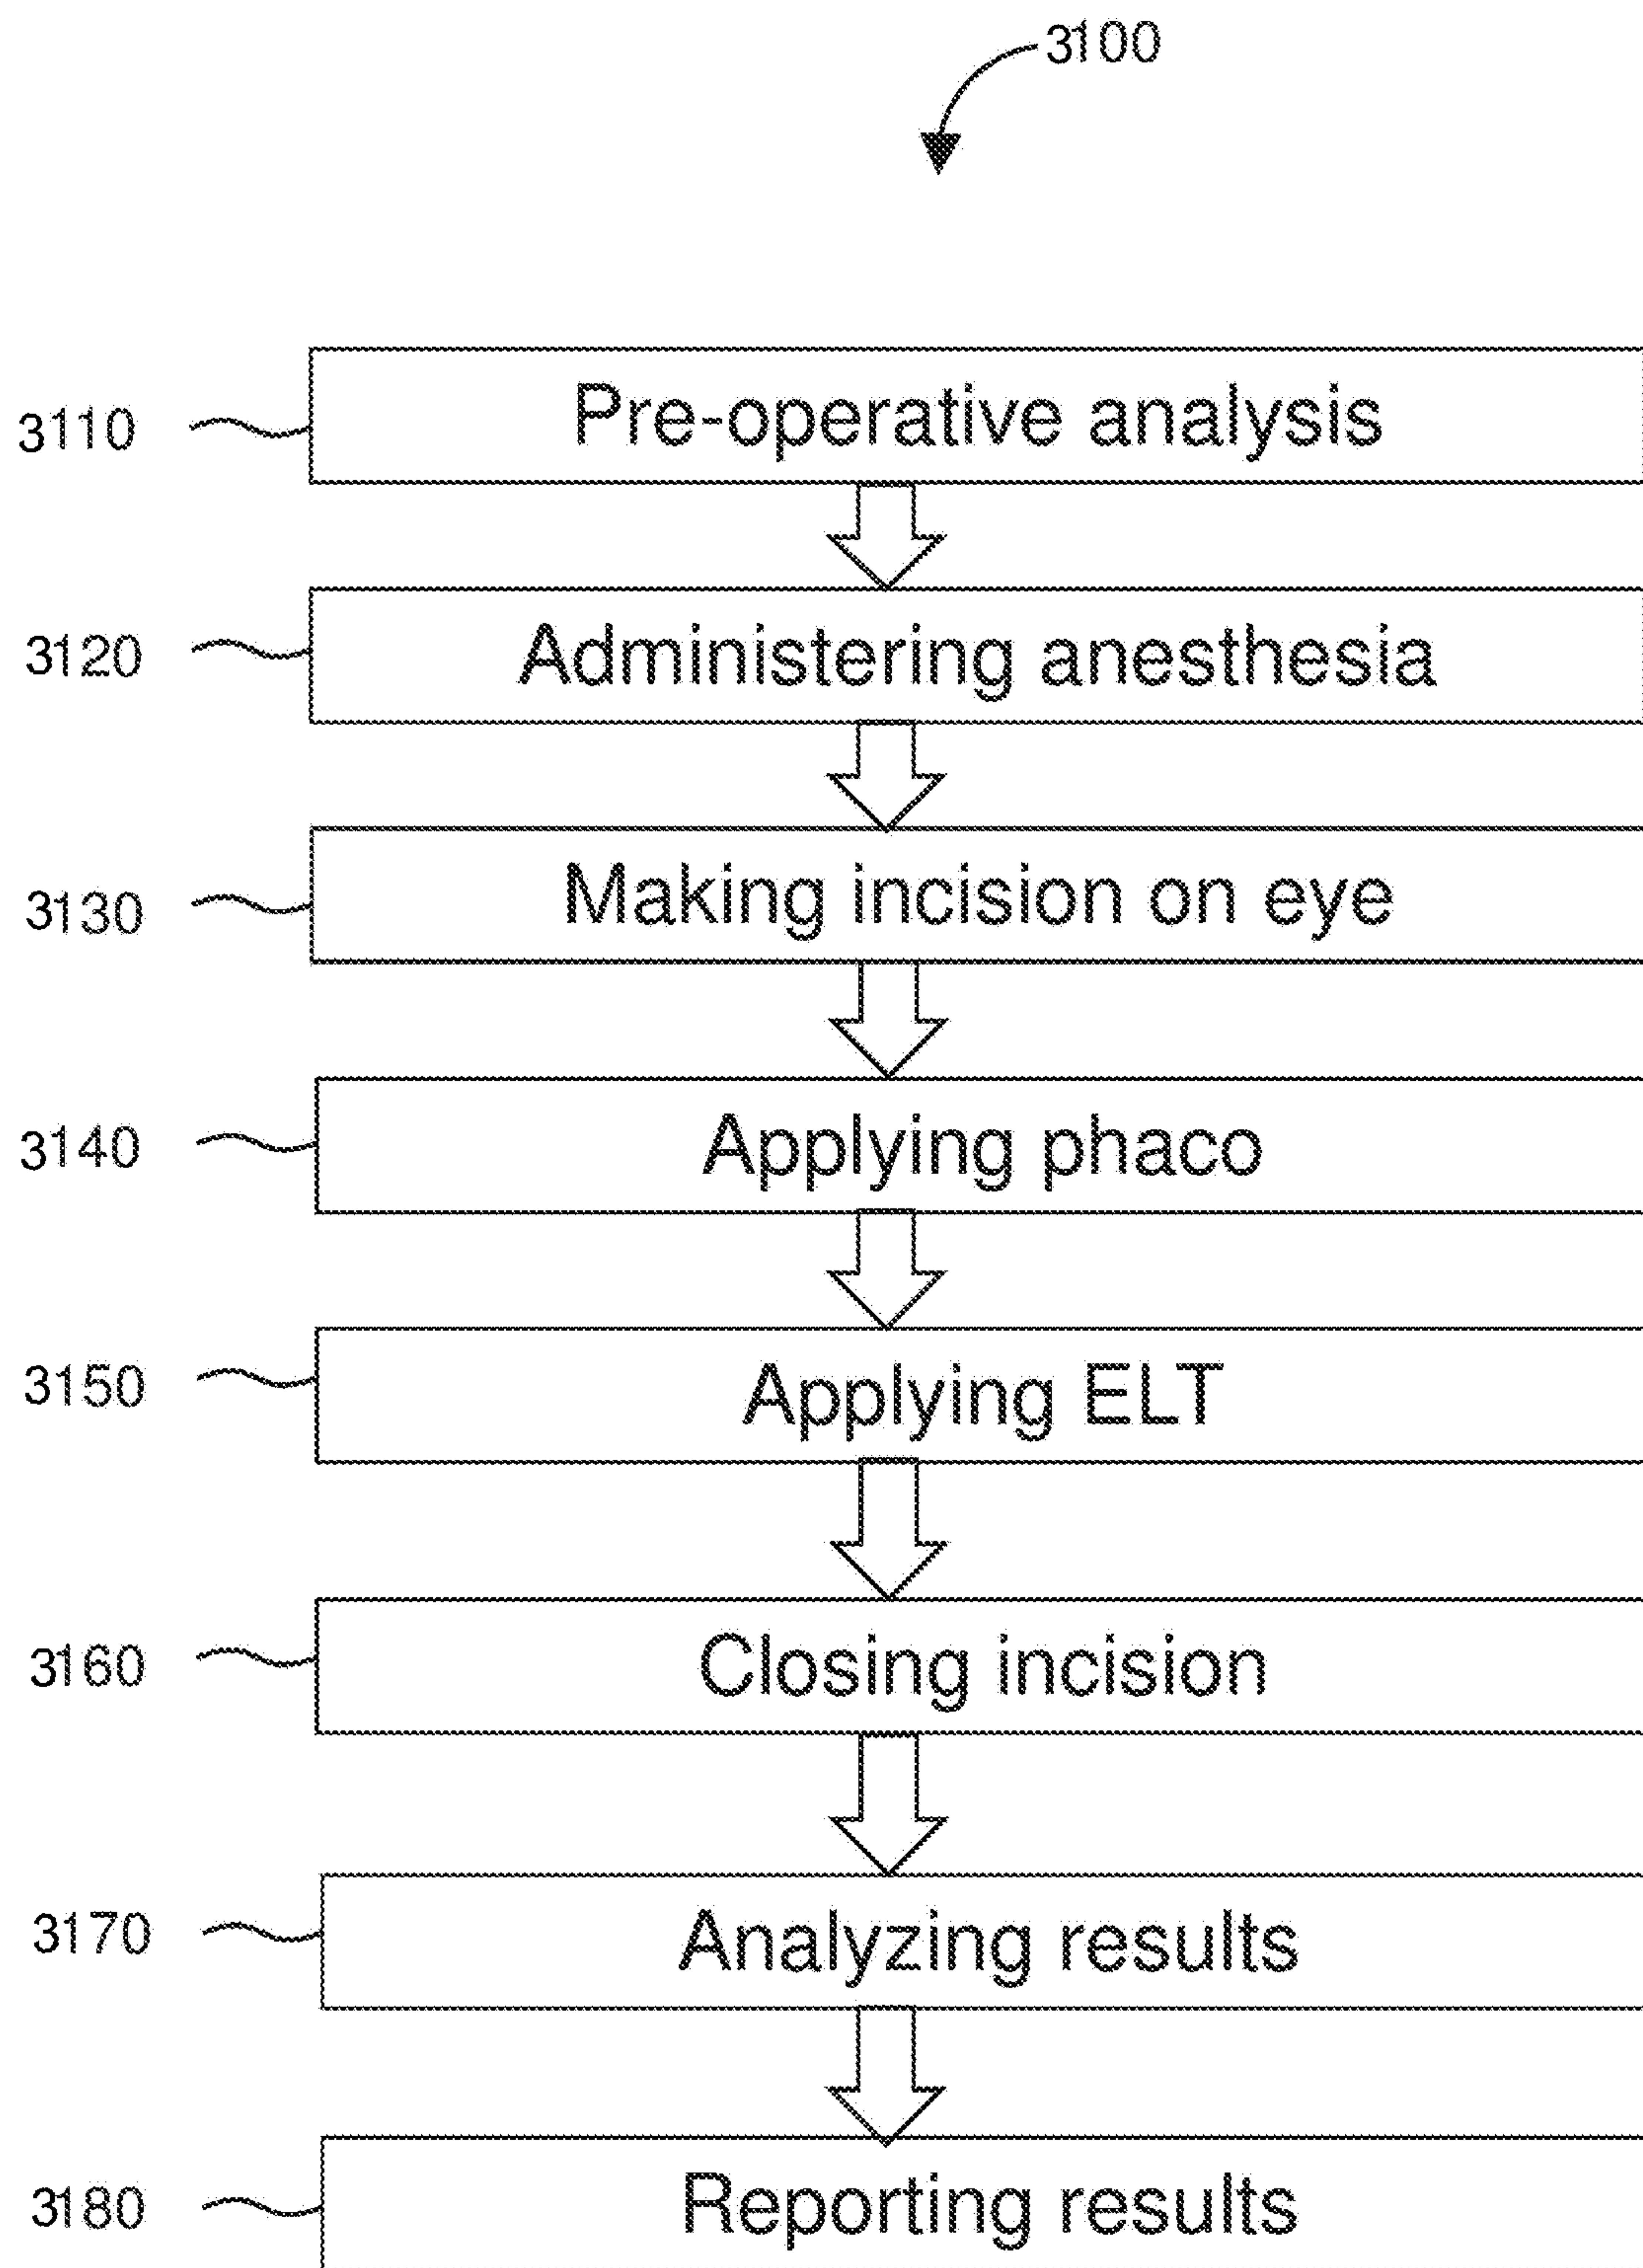 3100
3110 Pre-operative analysis
3120 Administering anesthesia
3130 Making incision on eye
3140 Applying phaco
3150 Applying ELT
3160 Closing incision
3170 Analyzing results
3180 Reporting results